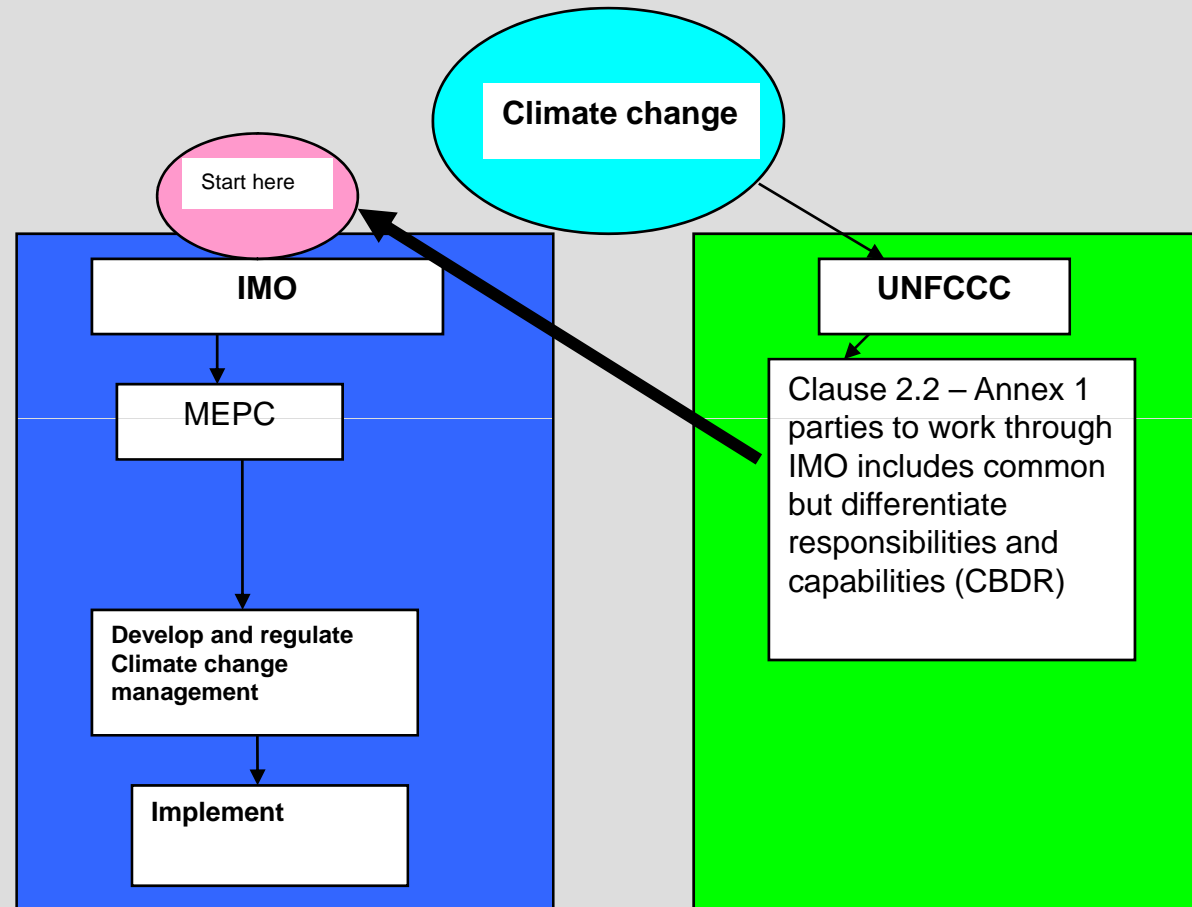 Climate change
Start here
IMO
MEPC
Develop and regulate
Climate change
management
Implement
UNFCCC
Clause 2.2 – Annex 1
parties to work through
IMO includes common
but differentiate
responsibilities and
capabilities (CBDR)